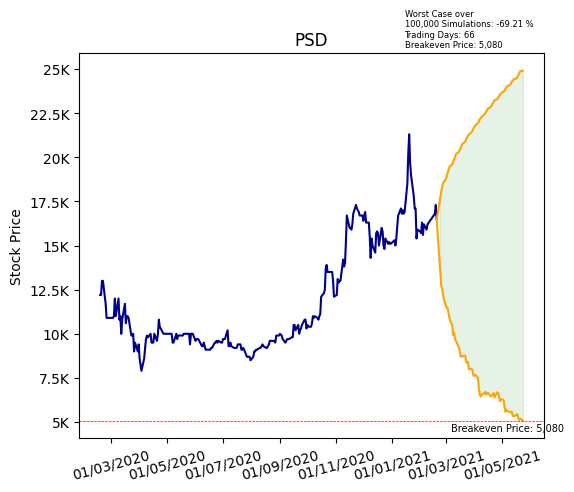 Worst Case over
100,000 Simulations: -69.21 %
Trading Days: 66
Breakeven Price: 5,080
PSD
Stock Price
25K
22.5K
20K
17.5K
15K
12.5K
10K
7.5K
5K
Breakeven Price: 5,080
01/03/2020
01/05/2020
01/07/2020
01/09/2020
01/11/2020
01/01/2021
01/03/2021
01/05/2021